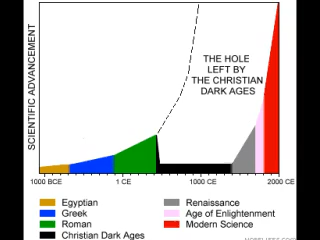 SCIENTIFIC ADVANCEMENT
THE HOLE
LEFT BY
THE CHRISTIAN
DARK AGES
1000 BCE
1 CE
1000 CE
2000 CE
Egyptian
Greek
Roman
Christian Dark Ages
Renaissance
Age of Enlightenment
Modern Science